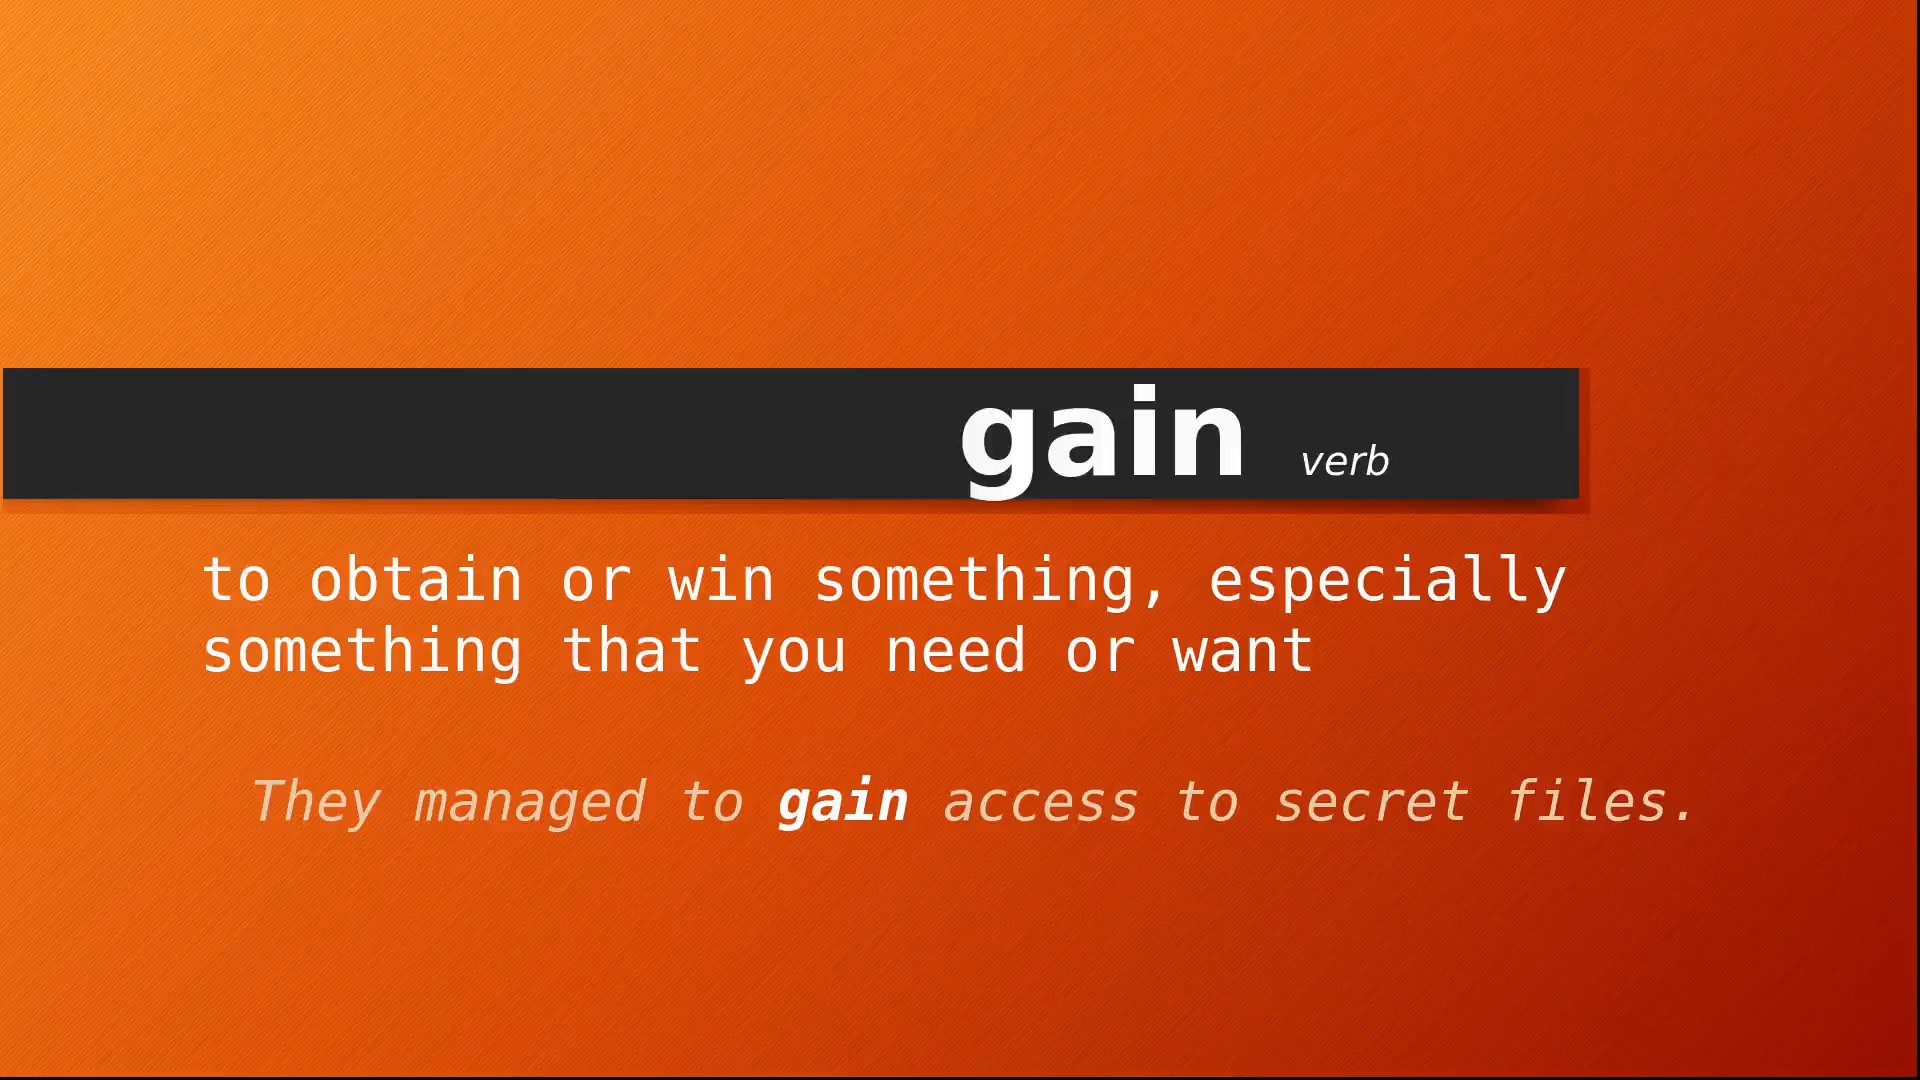 gain verb
to obtain or win something, especially
something that you need or want
They managed to gain access to secret files.